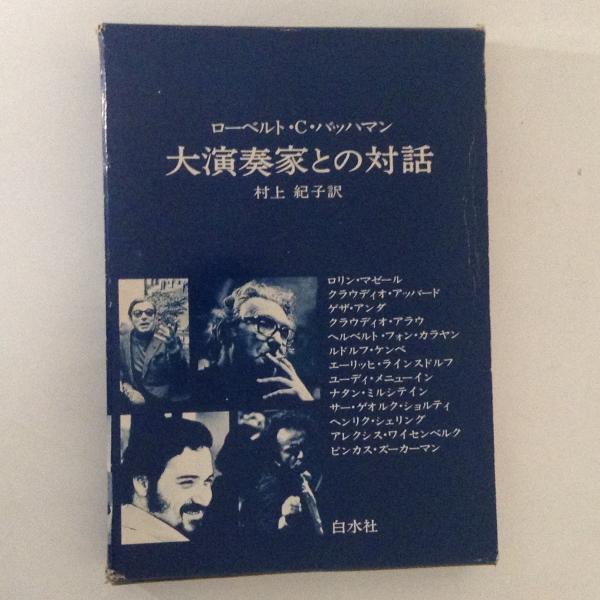 ローベルト・C・バッハマン
大演奏家との対話
村上 紀子訳
ロリン・マゼール
クラウディオ・アッバード
ゲザ・アンダ
クラウディオ・アラウ
ヘルベルト・フォン・カラヤン
ルドルフ・ケンペ
エーリッヒ・ラインスドルフ
ユーディ・メニューイン
ナタン・ミルシテイン
サー・ゲオルク・ショルティ
ヘンリク・シェリング
アレクシス・ワイセンベルク
ピンカス・ズーカーマン
白水社